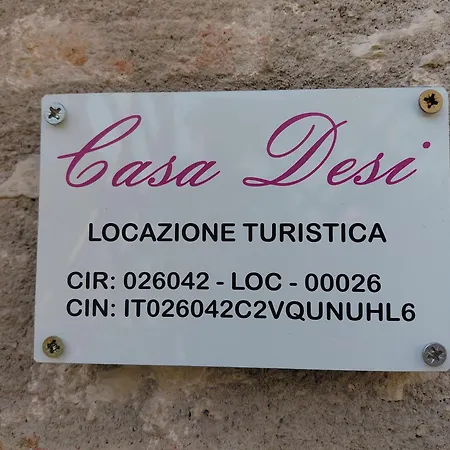 Casa Desi
LOCAZIONE TURISTICA
CIR: 026042 - LOC - 00026
CIN: IT026042C2VQUNUHL6